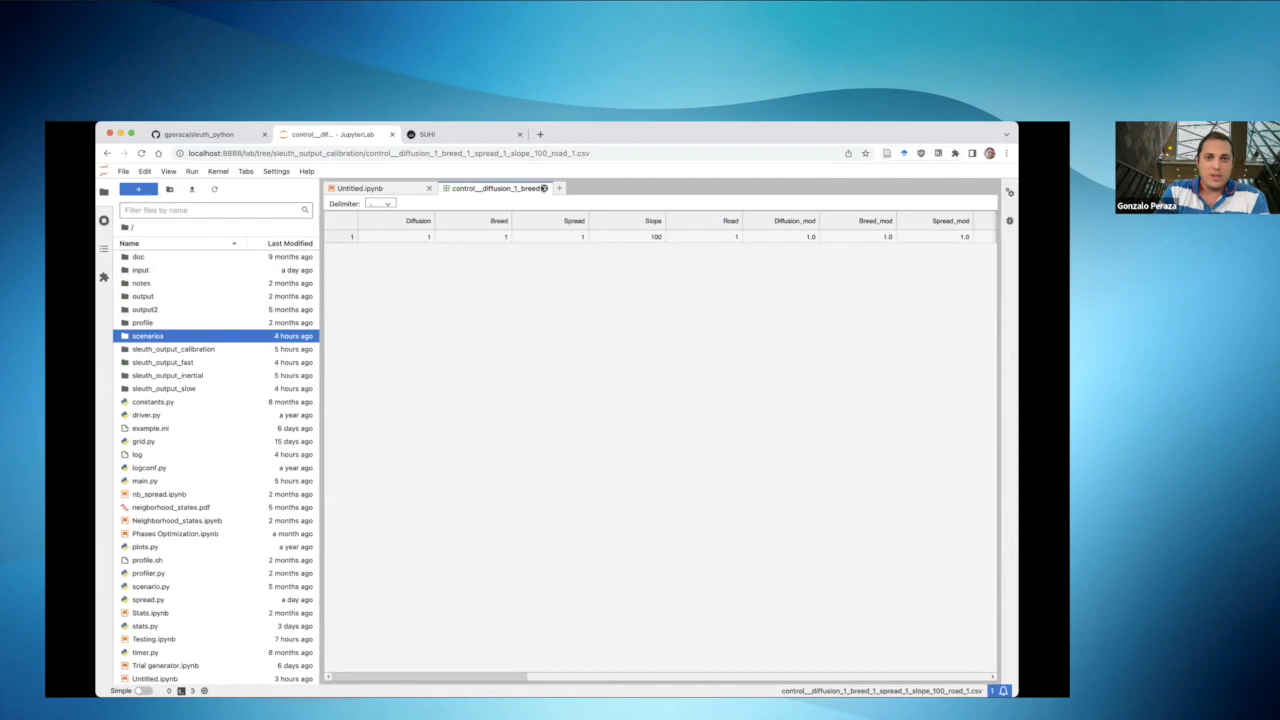 gperaza/sleuth_python
control__dif... - JupyterLab
SUHI
localhost:8888/lab/tree/sleuth_output_calibration/control__diffusion_1_breed_1_spread_1_slope_100_road_1.csv
File Edit View Run Kernel Tabs Settings Help
Untitled.ipynb
control__diffusion_1_breed
Filter files by name
Delimiter: ,
/
Name Last Modified
doc 9 months ago
input a day ago
notes 2 months ago
output 2 months ago
output2 5 months ago
profile 2 months ago
scenarios 4 hours ago
sleuth_output_calibration 5 hours ago
sleuth_output_fast 4 hours ago
sleuth_output_inertial 5 hours ago
sleuth_output_slow 4 hours ago
constants.py 8 months ago
driver.py a year ago
example.ini 6 days ago
grid.py 15 days ago
log 4 hours ago
logconf.py a year ago
main.py 5 hours ago
nb_spread.ipynb 2 months ago
neigborhood_states.pdf 5 months ago
Neighborhood_states.ipynb 2 months ago
Phases Optimization.ipynb a month ago
plots.py a year ago
profile.sh 2 months ago
profiler.py 2 months ago
scenario.py 5 months ago
spread.py a day ago
Stats.ipynb 2 months ago
stats.py 3 days ago
Testing.ipynb 7 hours ago
timer.py 8 months ago
Trial generator.ipynb 6 days ago
Untitled.ipynb 3 hours ago
Diffusion Breed Spread Slope Road Diffusion_mod Breed_mod Spread_mod
1 1 1 1 100 1 1.0 1.0 1.0
Simple 0 3
control__diffusion_1_breed_1_spread_1_slope_100_road_1.csv 1
Gonzalo Peraza